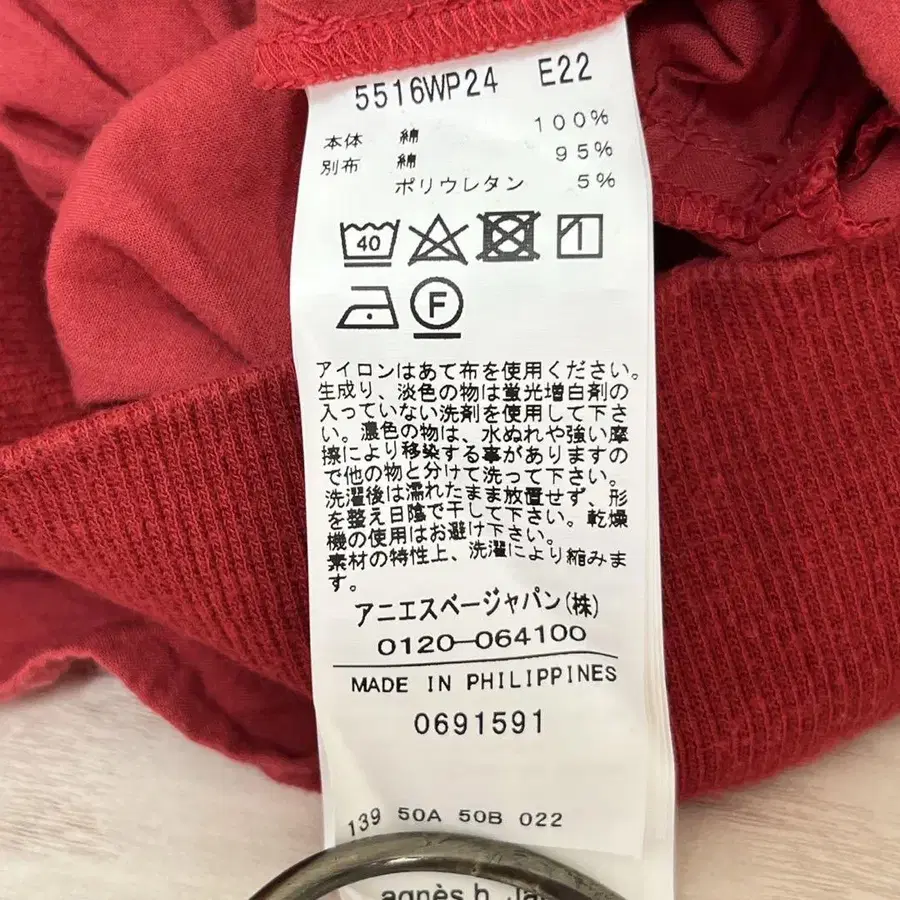 5516WP24 E22
本体 綿 100%
別布 綿 95%
ポリウレタン 5%
40
F
アイロンはあて布を使用ください。
生成り、淡色の物は蛍光増白剤の
入っていない洗剤を使用して下さ
い。濃色の物は、水ぬれや強い摩
擦により移染する事がありますの
で他の物と分けて洗って下さい。
洗濯後は濡れたまま放置せず、形
を整え日陰で干して下さい。乾燥
機の使用はお避け下さい。
素材の特性上、洗濯により縮みま
す。
アニエスベージャパン(株)
0120-064100
MADE IN PHILIPPINES
0691591
139 50A 50B 022
agnès b.